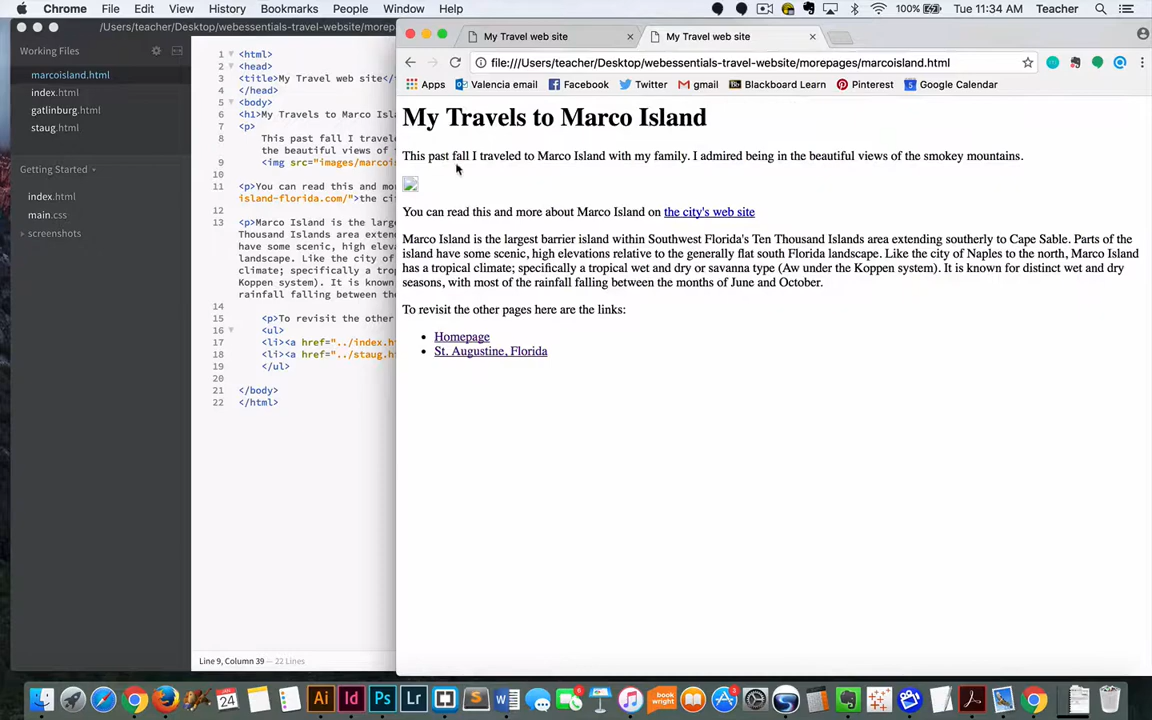 Chrome File Edit View History Bookmarks People Window Help 100% Tue 11:34 AM Teacher
/Users/teacher/Desktop/webessentials-travel-website/morepa
Working Files
marcoisland.html
index.html
gatlinburg.html
staug.html
Getting Started
index.html
main.css
screenshots
1 <html>
2 <head>
3 <title>My Travel web site</
4 </head>
5 <body>
6 <h1>My Travels to Marco Isla
7 <p>
8 This past fall I travel
the beautiful views of
9 <img src="images/marcois
10
11 <p>You can read this and mo
island-florida.com/">the cit
12
13 <p>Marco Island is the larg
Thousand Islands area exten
have some scenic, high elev
landscape. Like the city of
climate; specifically a tro
Koppen system). It is known
rainfall falling between the
14
15 <p>To revisit the other
16 <ul>
17 <li><a href="../index.h
18 <li><a href="../staug.h
19 </ul>
20
21 </body>
22 </html>
Line 9, Column 39 — 22 Lines
My Travel web site × My Travel web site ×
file:///Users/teacher/Desktop/webessentials-travel-website/morepages/marcoisland.html
Apps Valencia email Facebook Twitter gmail Blackboard Learn Pinterest Google Calendar
My Travels to Marco Island
This past fall I traveled to Marco Island with my family. I admired being in the beautiful views of the smokey mountains.
You can read this and more about Marco Island on the city's web site
Marco Island is the largest barrier island within Southwest Florida's Ten Thousand Islands area extending southerly to Cape Sable. Parts of the
island have some scenic, high elevations relative to the generally flat south Florida landscape. Like the city of Naples to the north, Marco Island
has a tropical climate; specifically a tropical wet and dry or savanna type (Aw under the Koppen system). It is known for distinct wet and dry
seasons, with most of the rainfall falling between the months of June and October.
To revisit the other pages here are the links:
• Homepage
• St. Augustine, Florida
Ai Id Ps Lr
book wright